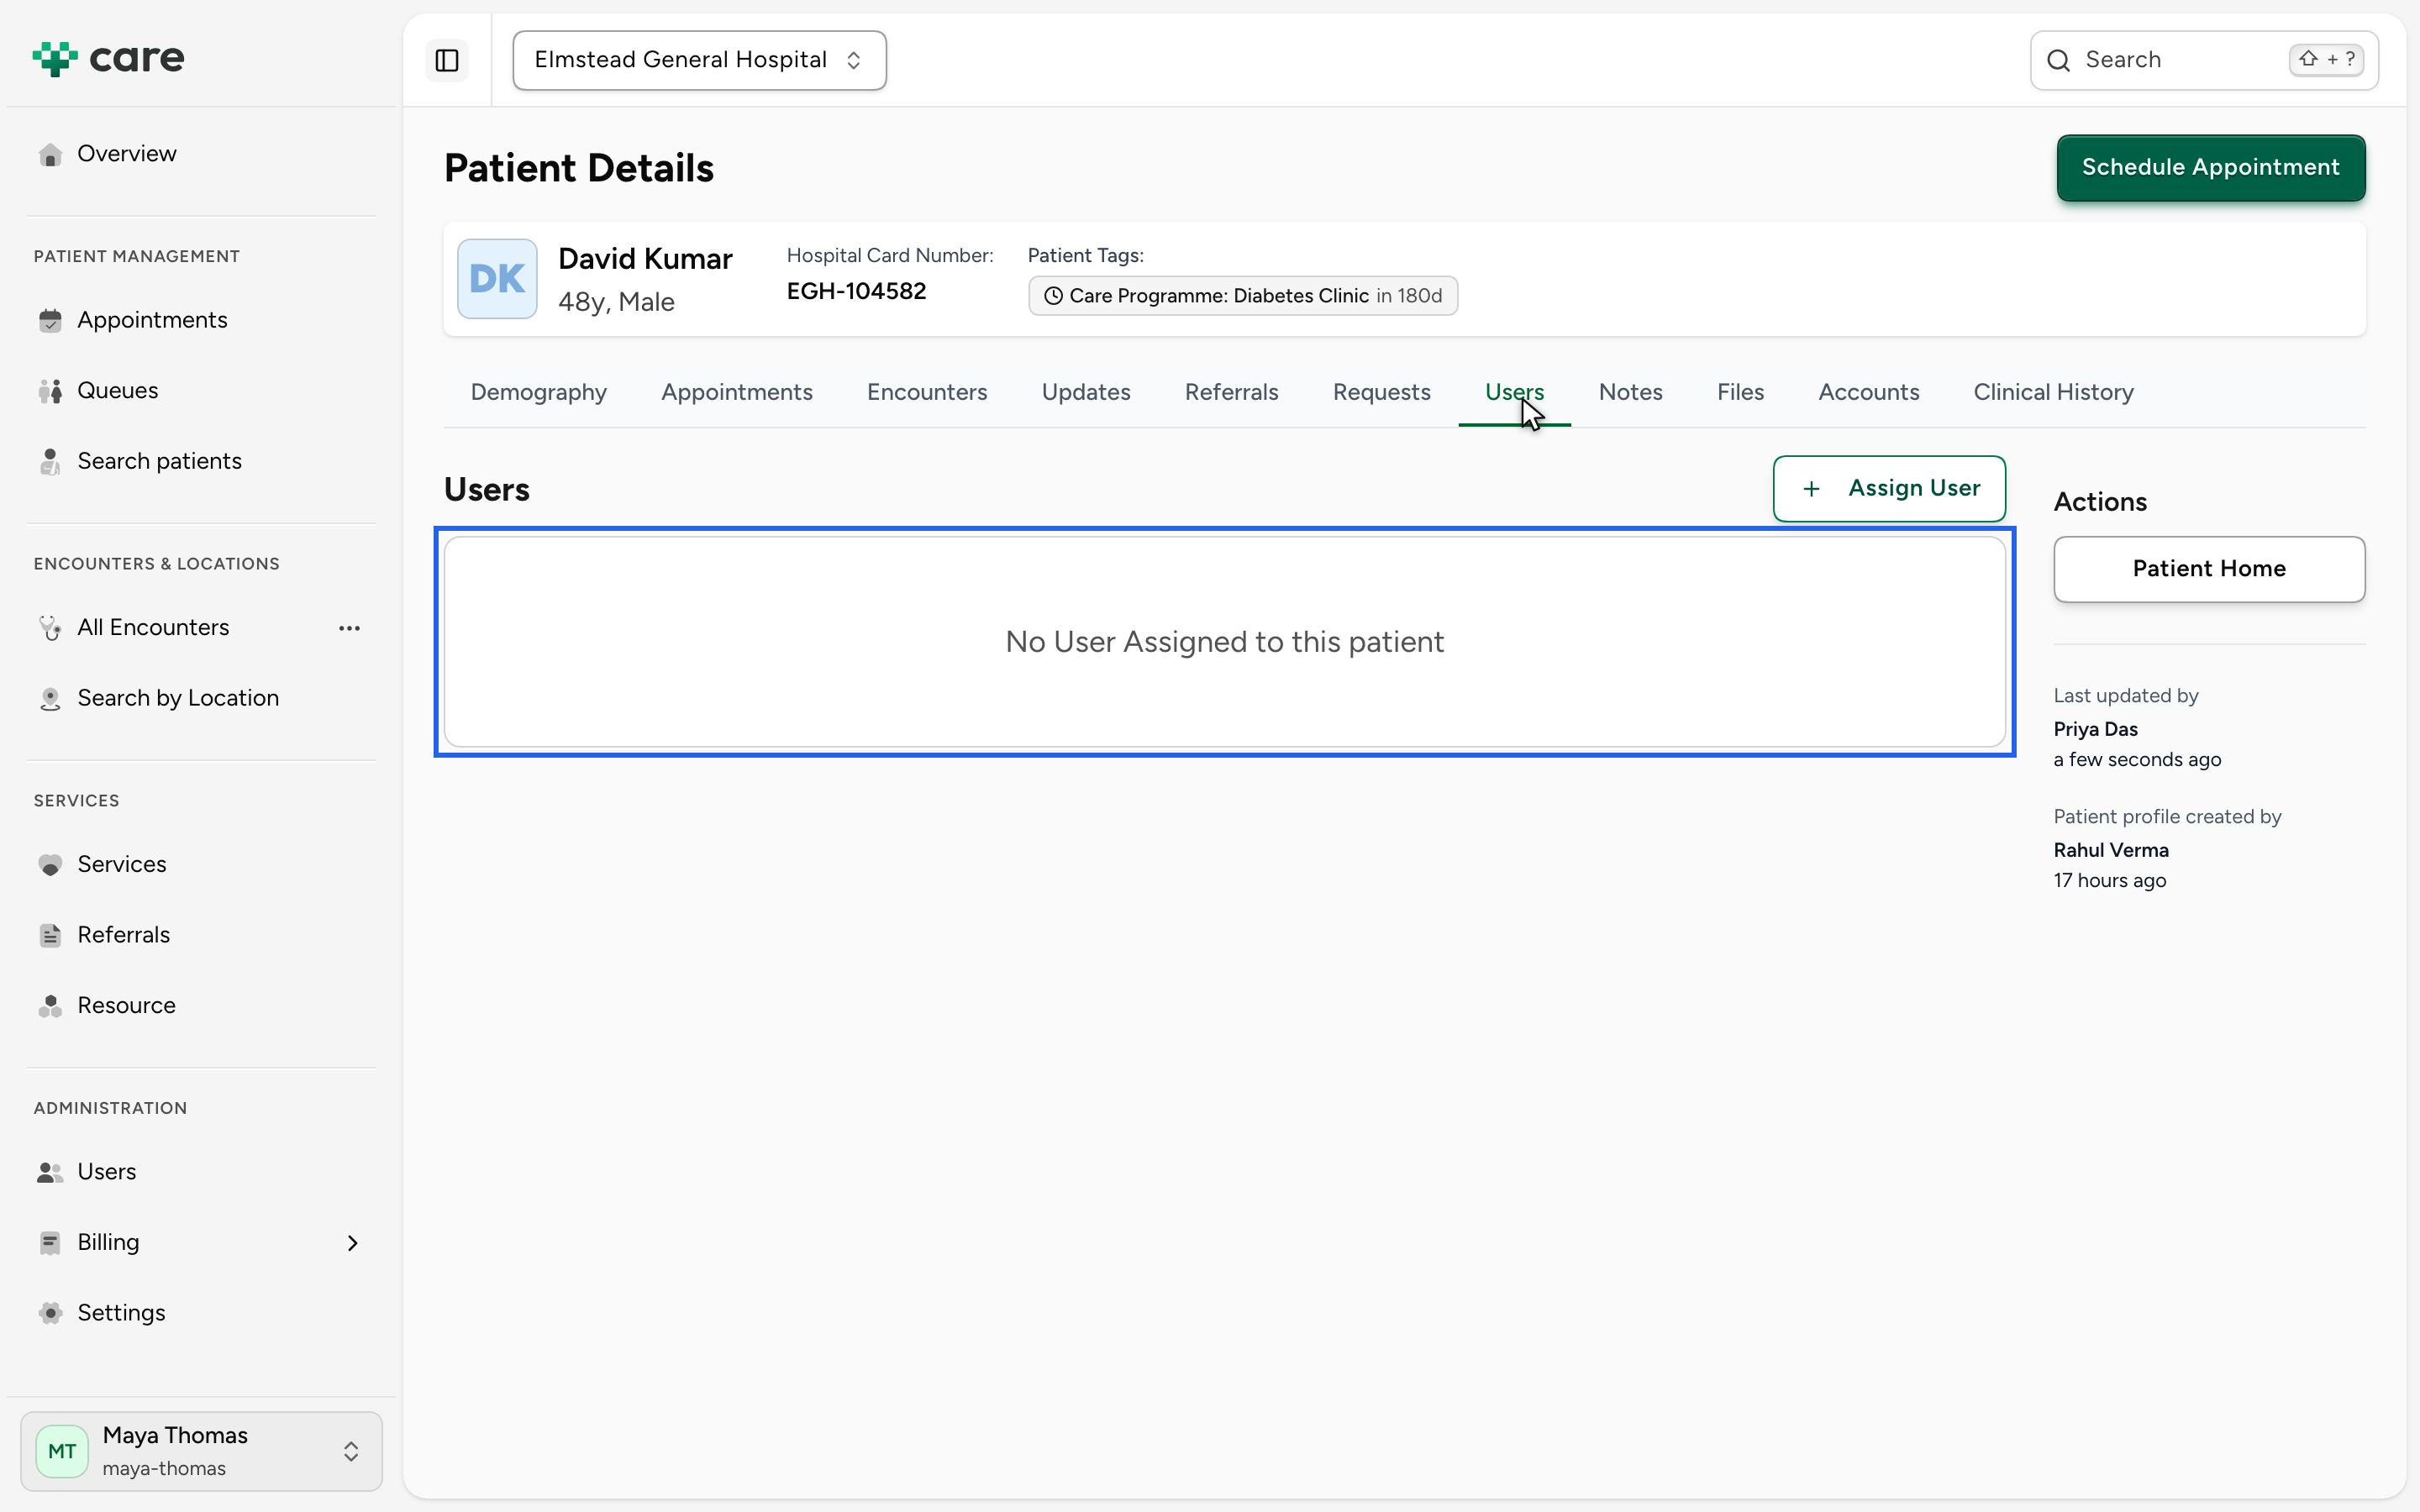 care
Elmstead General Hospital
Search
+ ?
Overview
PATIENT MANAGEMENT
Appointments
Queues
Search patients
ENCOUNTERS & LOCATIONS
All Encounters
Search by Location
SERVICES
Services
Referrals
Resource
ADMINISTRATION
Users
Billing
Settings
MT
Maya Thomas
maya-thomas
Patient Details
Schedule Appointment
DK
David Kumar
48y, Male
Hospital Card Number:
EGH-104582
Patient Tags:
Care Programme: Diabetes Clinic in 180d
Demography Appointments Encounters Updates Referrals Requests Users Notes Files Accounts Clinical History
Users
+ Assign User
No User Assigned to this patient
Actions
Patient Home
Last updated by
Priya Das
a few seconds ago
Patient profile created by
Rahul Verma
17 hours ago